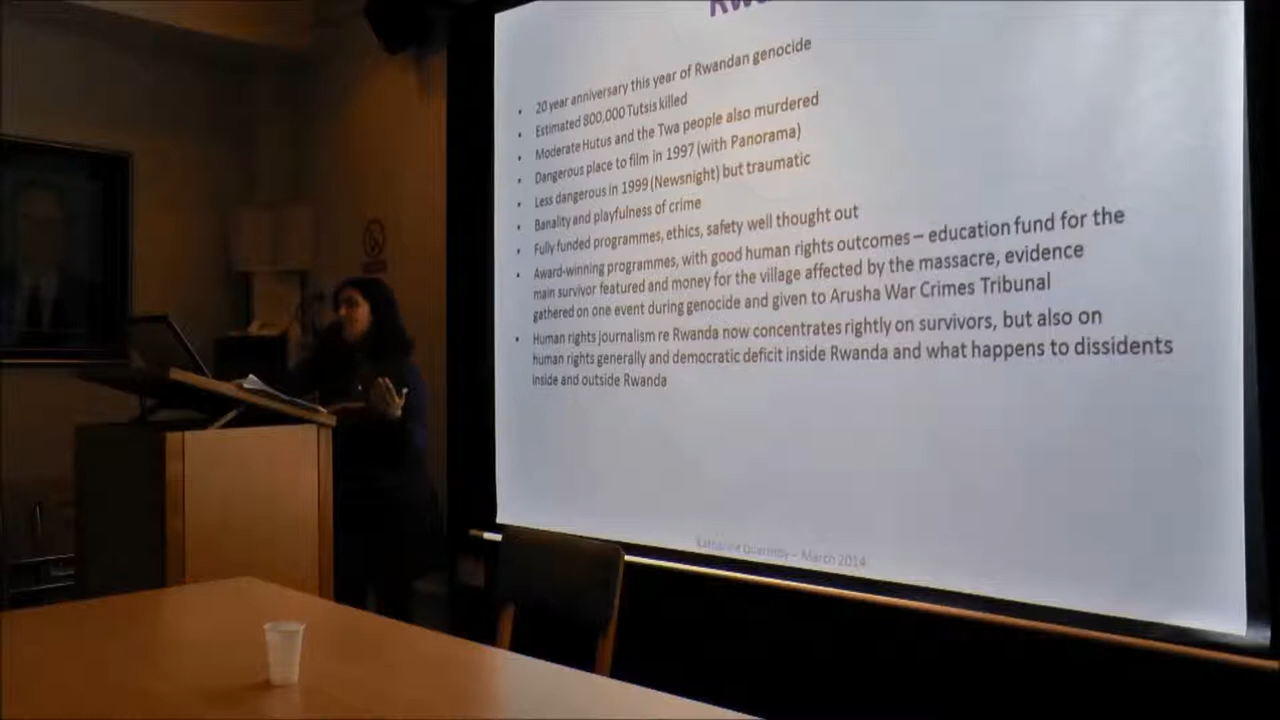 20 year anniversary this year of Rwandan genocide
Estimated 800,000 Tutsis killed
Moderate Hutus and the Twa people also murdered
Dangerous place to film in 1997 (with Panorama)
Less dangerous in 1999 (Newsnight) but traumatic
Banality and playfulness of crime
Fully funded programmes, ethics, safety well thought out
Award-winning programmes, with good human rights outcomes – education fund for the
main survivor featured and money for the village affected by the massacre, evidence
gathered on one event during genocide and given to Arusha War Crimes Tribunal
Human rights journalism re Rwanda now concentrates rightly on survivors, but also on
human rights generally and democratic deficit inside Rwanda and what happens to dissidents
inside and outside Rwanda
Katharine Quarmby – March 2014